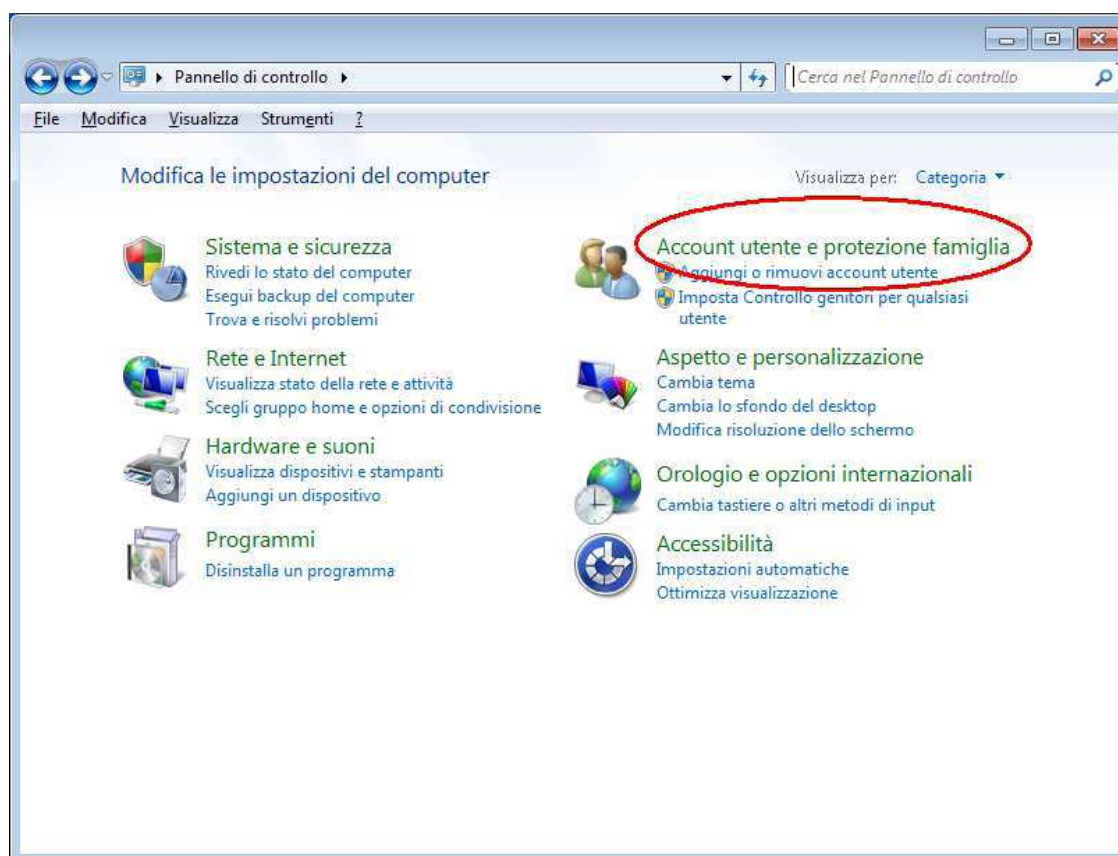 Pannello di controllo
Cerca nel Pannello di controllo
File Modifica Visualizza Strumenti ?
Modifica le impostazioni del computer
Visualizza per: Categoria
Sistema e sicurezza
Rivedi lo stato del computer
Esegui backup del computer
Trova e risolvi problemi
Rete e Internet
Visualizza stato della rete e attività
Scegli gruppo home e opzioni di condivisione
Hardware e suoni
Visualizza dispositivi e stampanti
Aggiungi un dispositivo
Programmi
Disinstalla un programma
Account utente e protezione famiglia
Aggiungi o rimuovi account utente
Imposta Controllo genitori per qualsiasi
utente
Aspetto e personalizzazione
Cambia tema
Cambia lo sfondo del desktop
Modifica risoluzione dello schermo
Orologio e opzioni internazionali
Cambia tastiere o altri metodi di input
Accessibilità
Impostazioni automatiche
Ottimizza visualizzazione